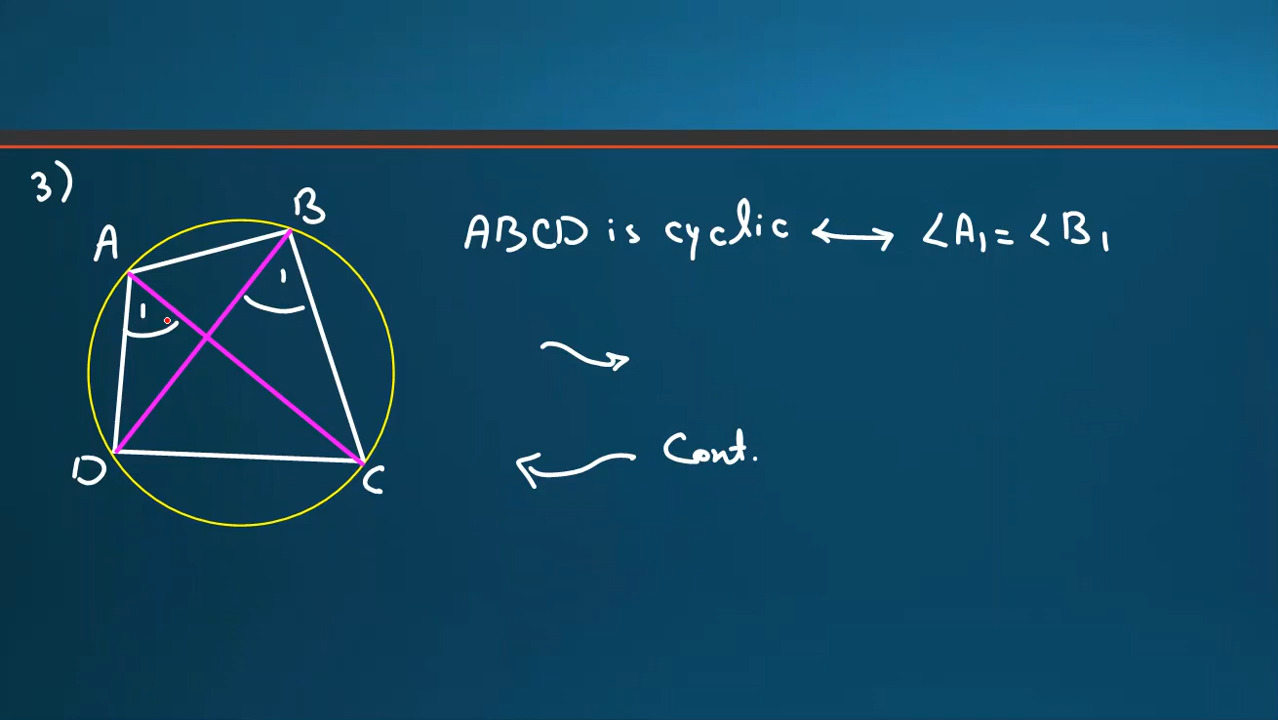 3)
B
A
1
1
D
C
ABCD is cyclic ⟷ ∠A₁ = ∠B₁
Cont.